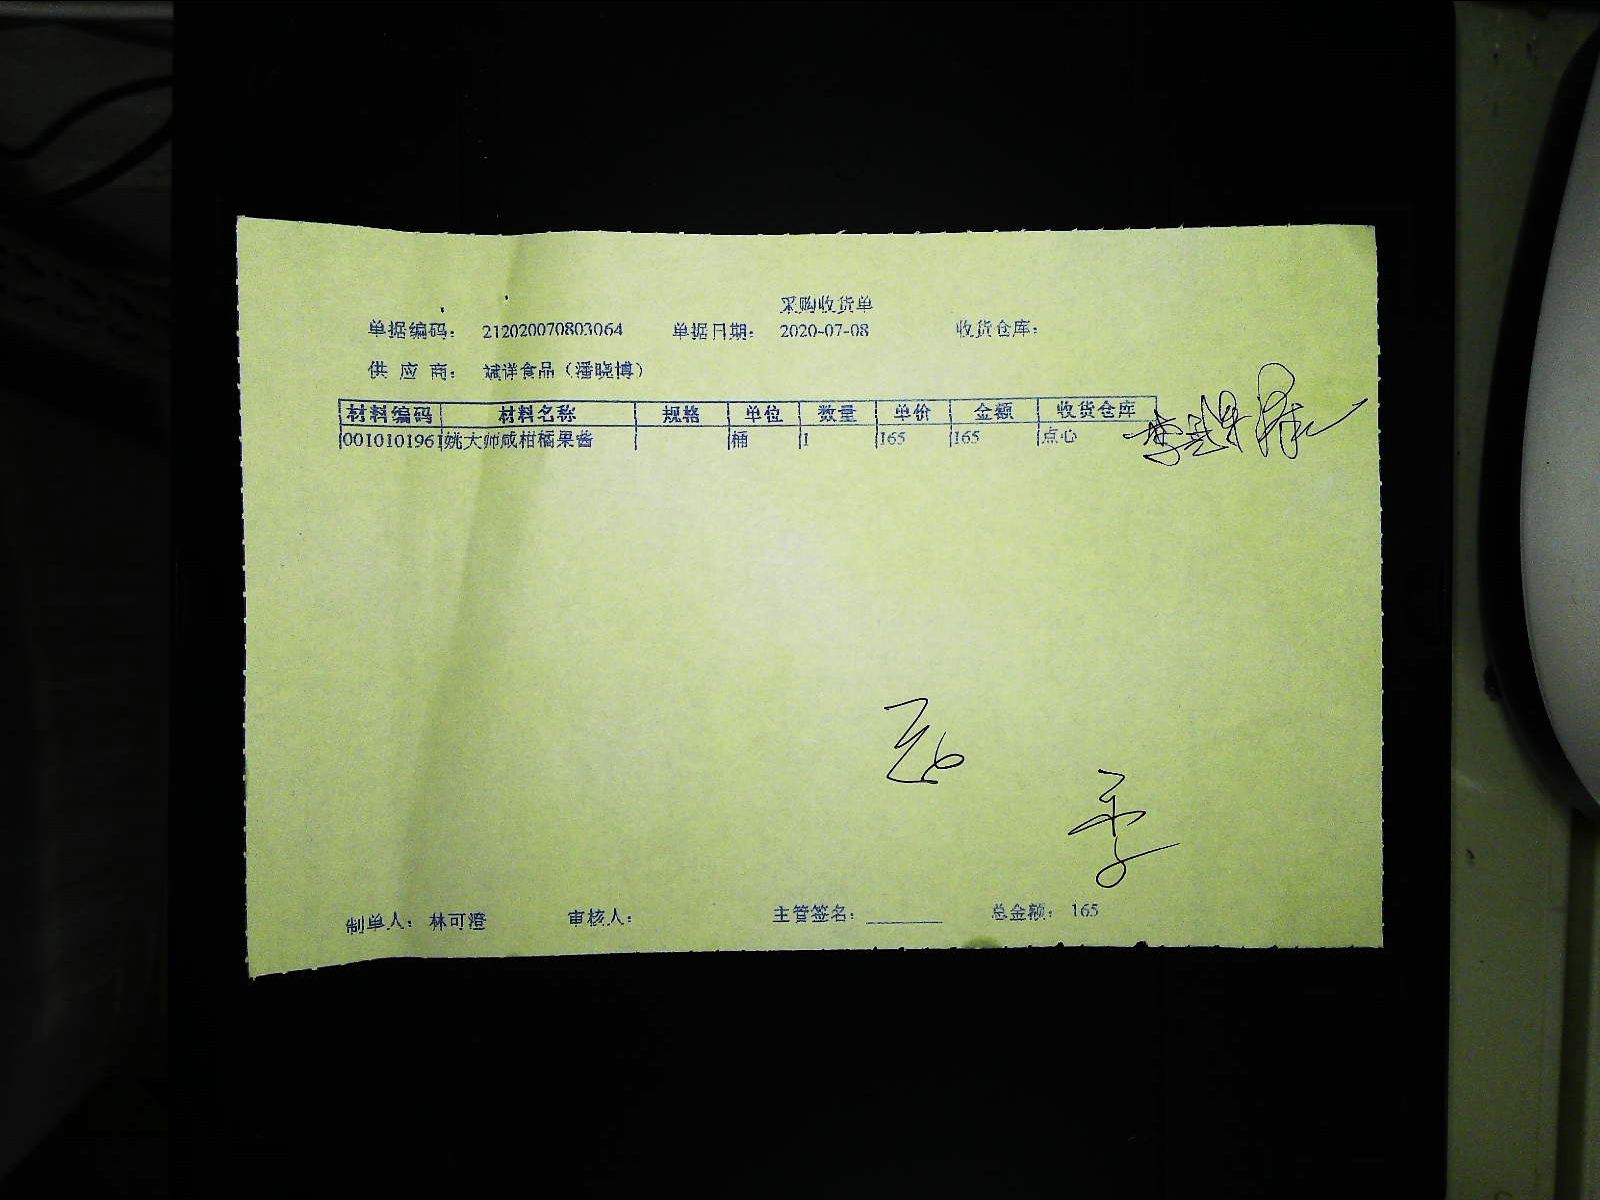 采购收货单
单据编码： 212020070803064 单据日期： 2020-07-08 收货仓库：
供 应 商： 斌洋食品（潘晓博）
材料编码 材料名称 规格 单位 数量 单价 金额 收货仓库
0010101961 姚大师咸柑橘果酱 桶 1 165 165 点心
制单人： 林可澄 审核人： 主管签名： 总金额： 165